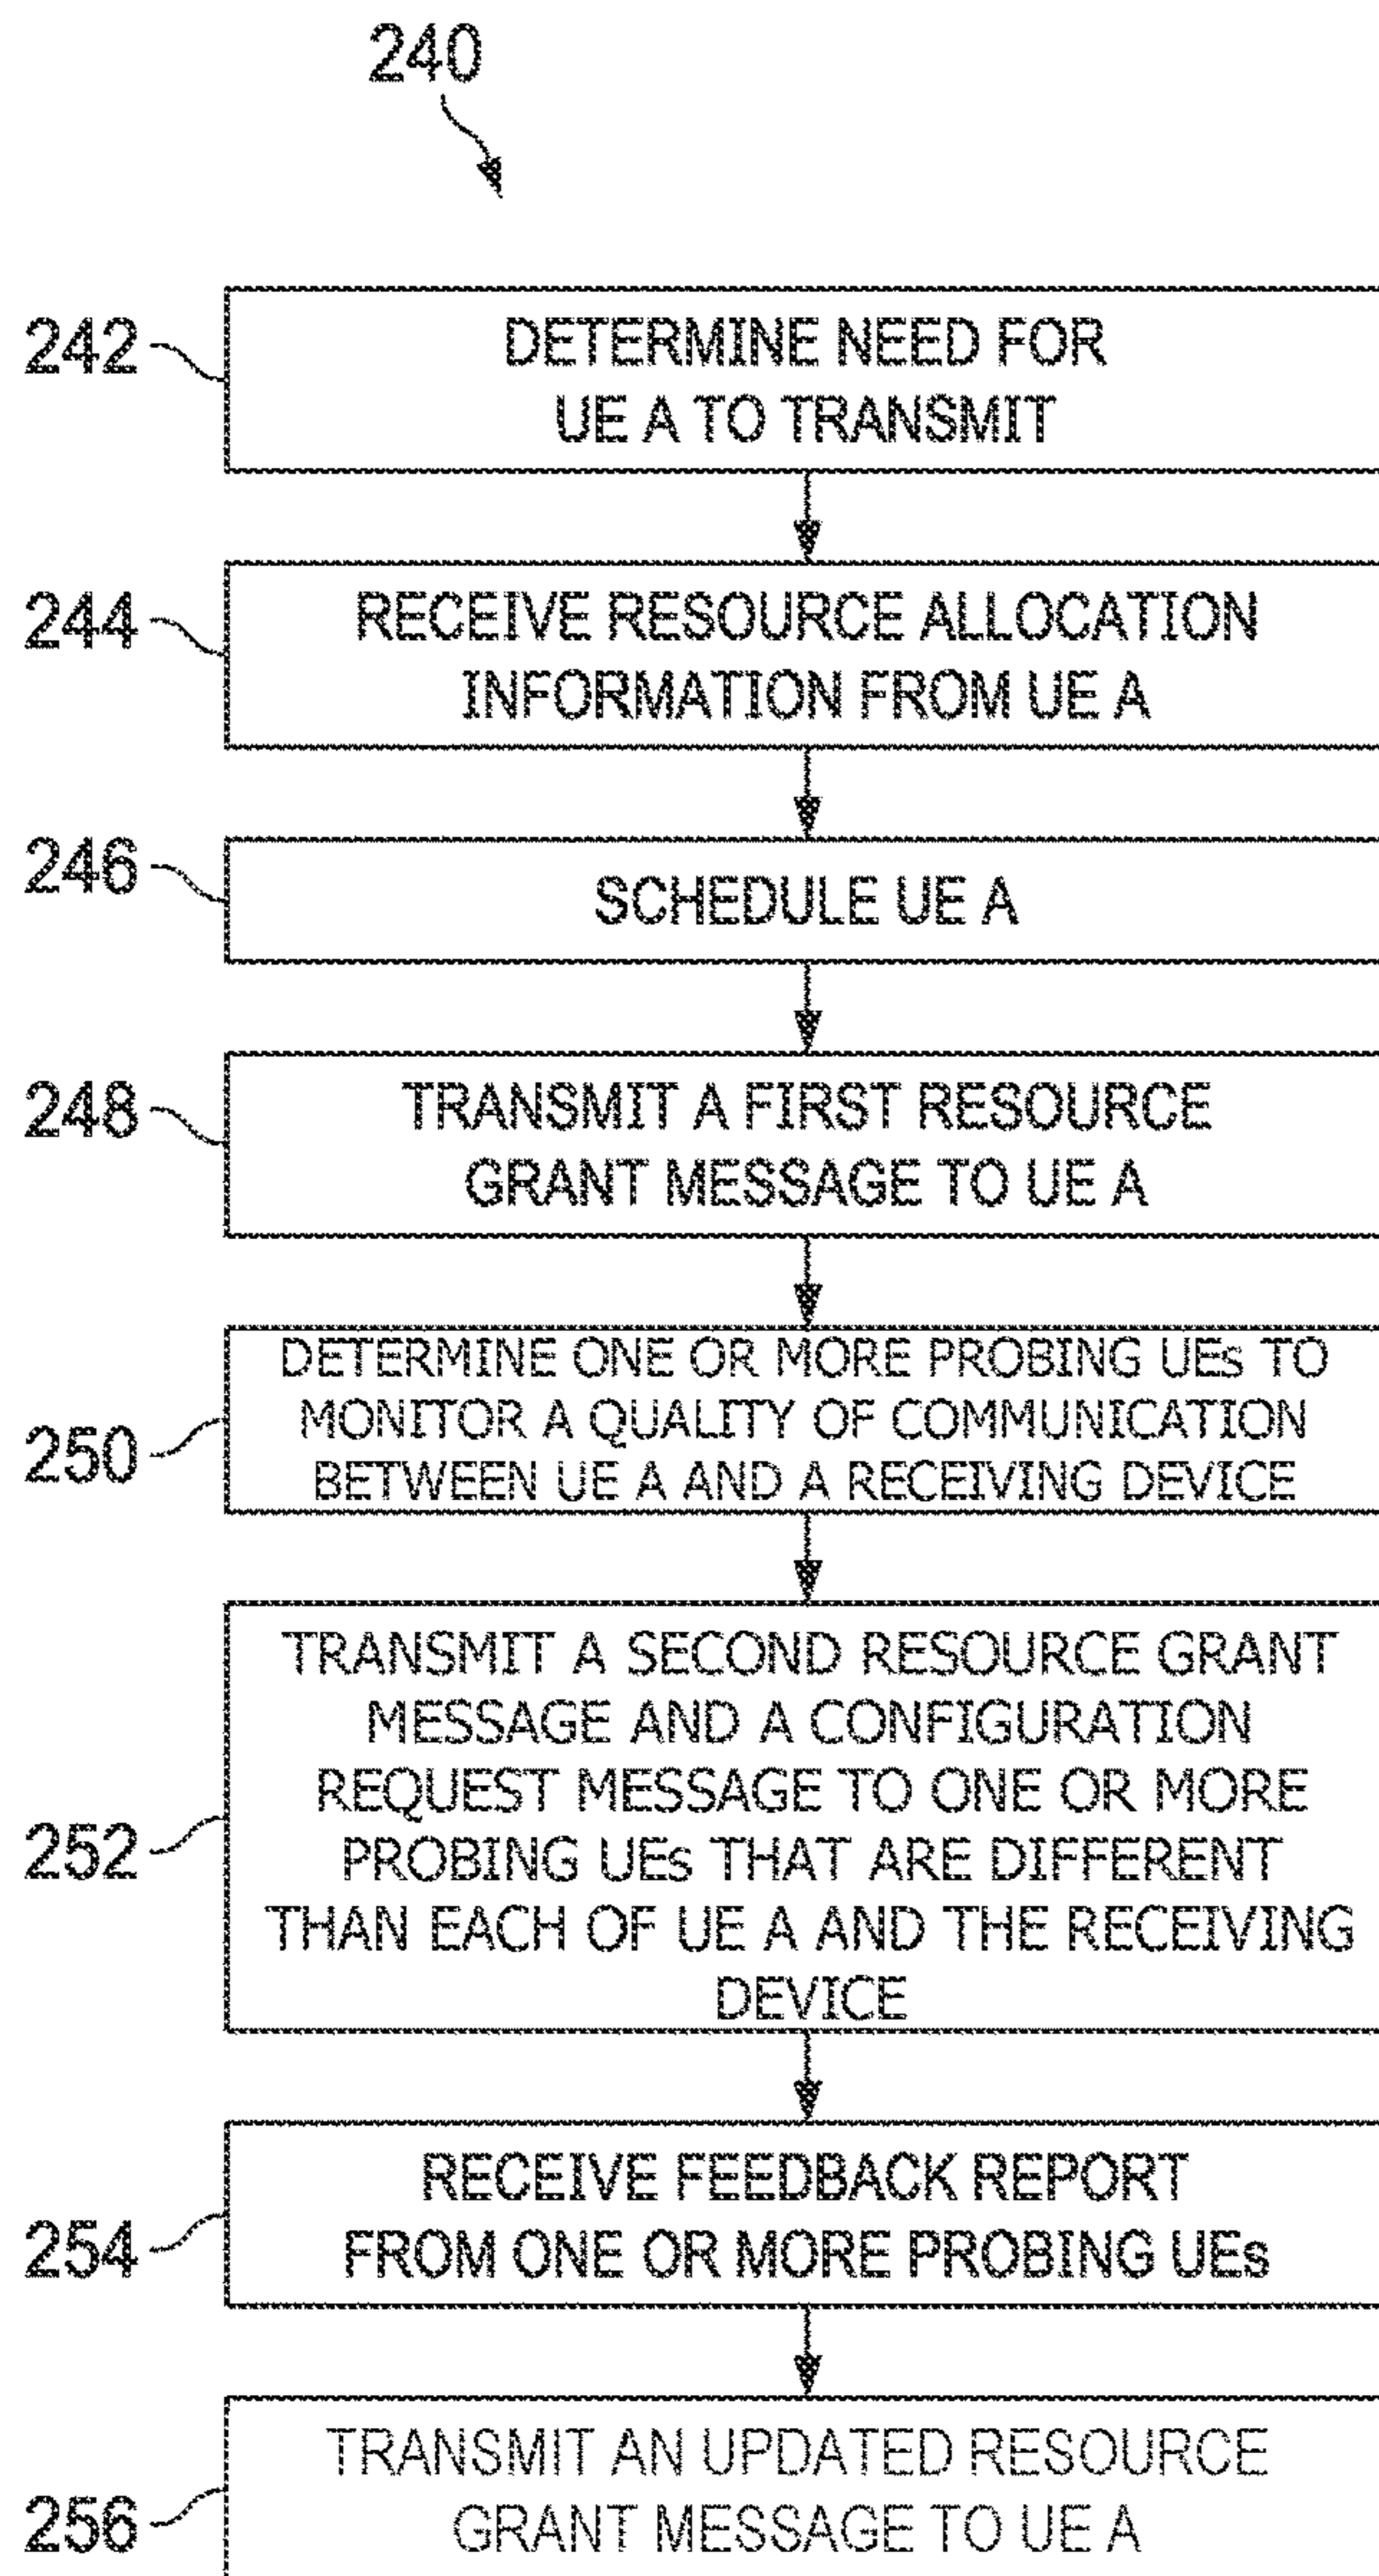 240
242
DETERMINE NEED FOR
UE A TO TRANSMIT
244
RECEIVE RESOURCE ALLOCATION
INFORMATION FROM UE A
246
SCHEDULE UE A
248
TRANSMIT A FIRST RESOURCE
GRANT MESSAGE TO UE A
250
DETERMINE ONE OR MORE PROBING UEs TO
MONITOR A QUALITY OF COMMUNICATION
BETWEEN UE A AND A RECEIVING DEVICE
252
TRANSMIT A SECOND RESOURCE GRANT
MESSAGE AND A CONFIGURATION
REQUEST MESSAGE TO ONE OR MORE
PROBING UEs THAT ARE DIFFERENT
THAN EACH OF UE A AND THE RECEIVING
DEVICE
254
RECEIVE FEEDBACK REPORT
FROM ONE OR MORE PROBING UEs
256
TRANSMIT AN UPDATED RESOURCE
GRANT MESSAGE TO UE A